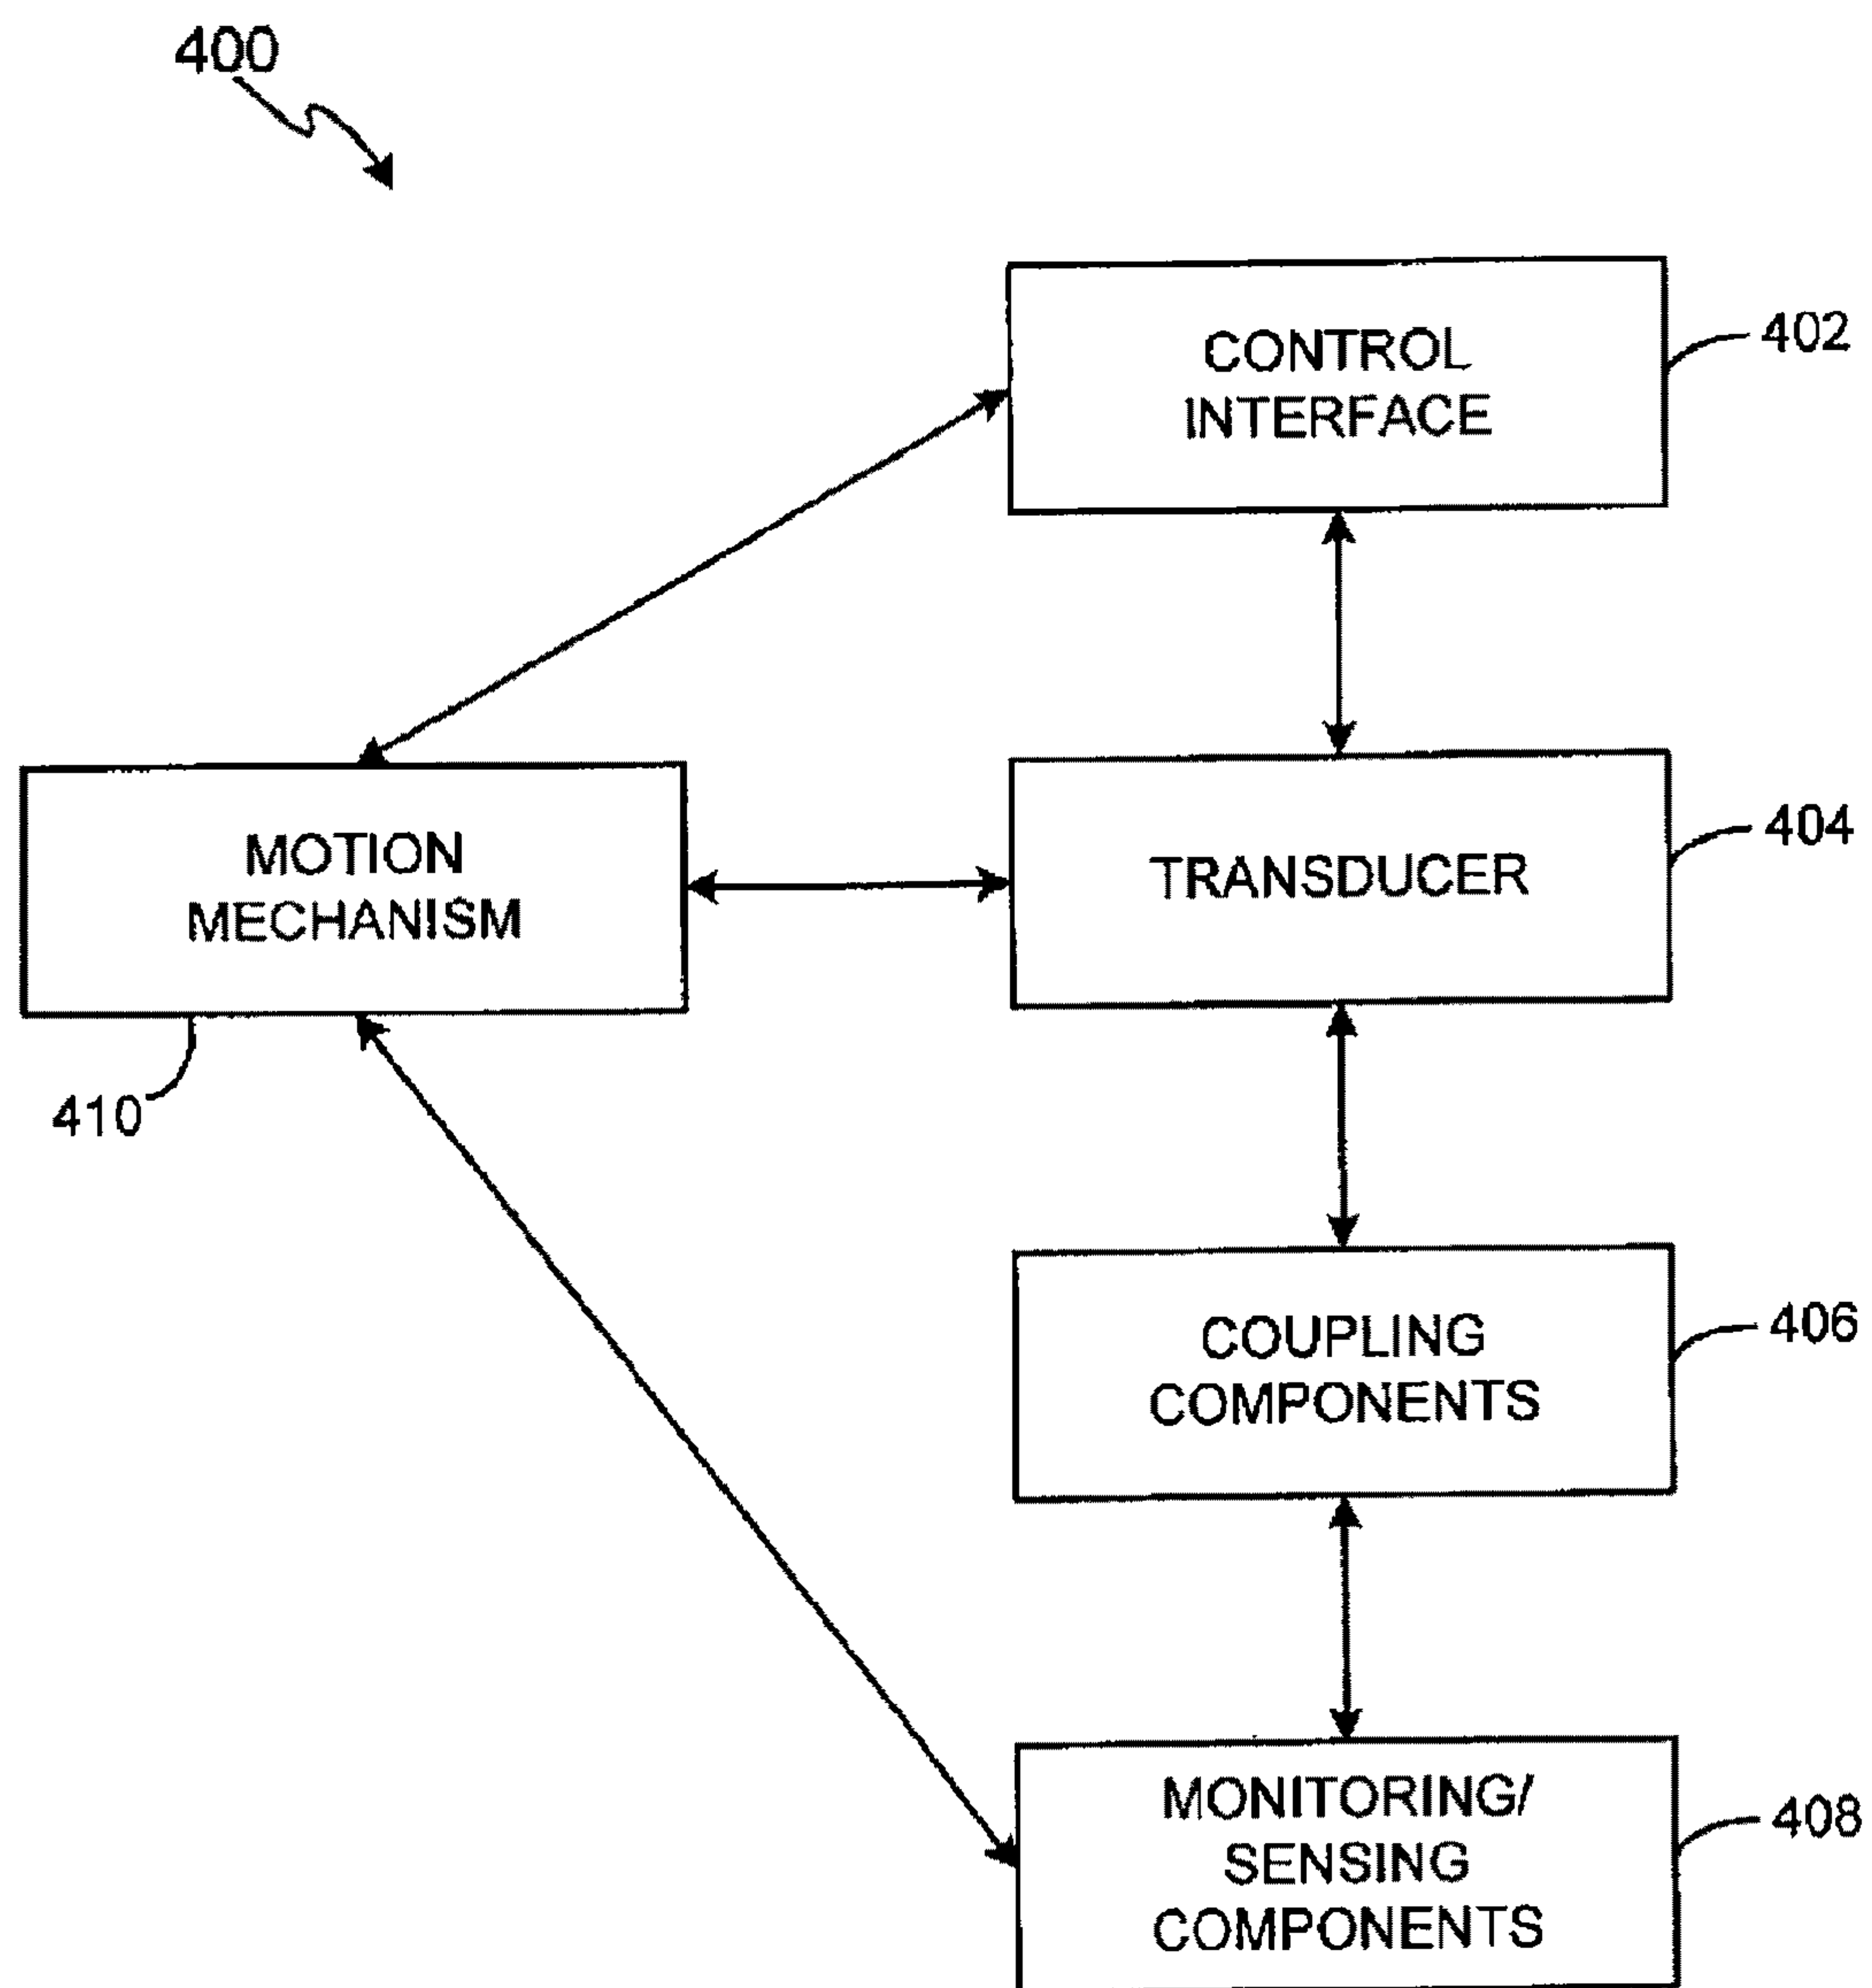 400
CONTROL
INTERFACE
402
MOTION
MECHANISM
410
TRANSDUCER
404
COUPLING
COMPONENTS
406
MONITORING/
SENSING
COMPONENTS
408